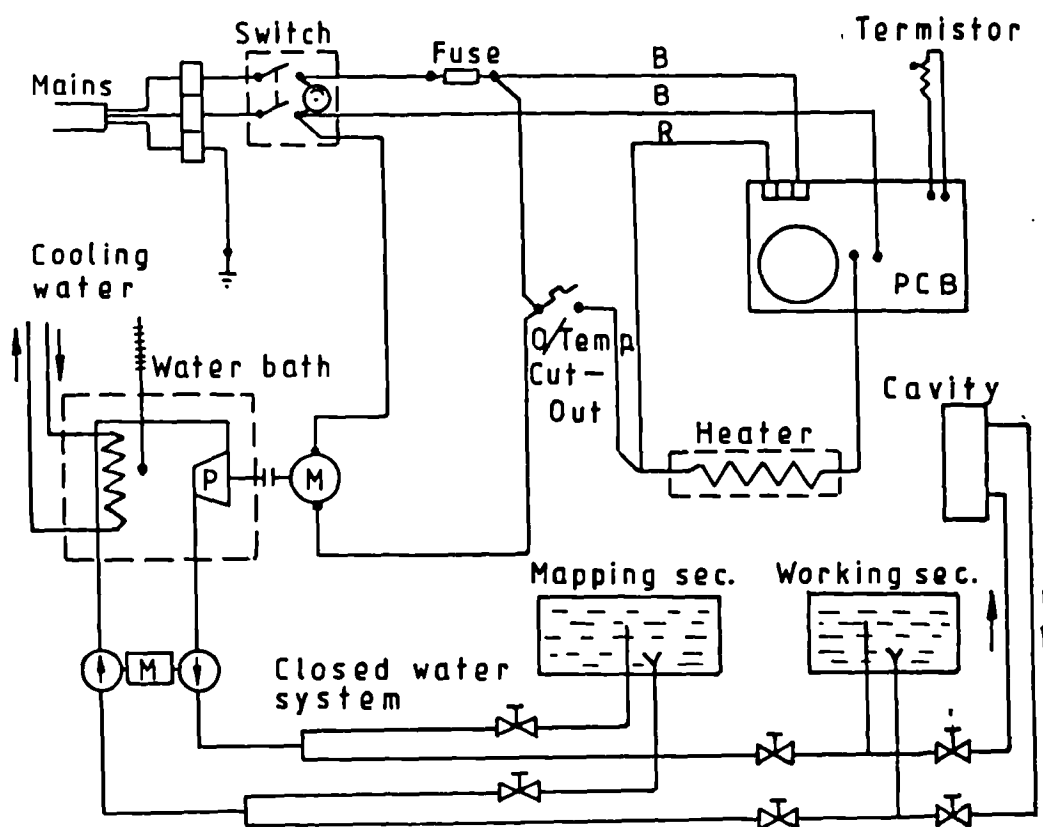 Switch
Fuse
Termistor
Mains
B
B
R
Cooling
water
PCB
Water bath
O/Temp
Cut-
Out
Cavity
Heater
P
M
Mapping sec.
Working sec.
M
Closed water
system